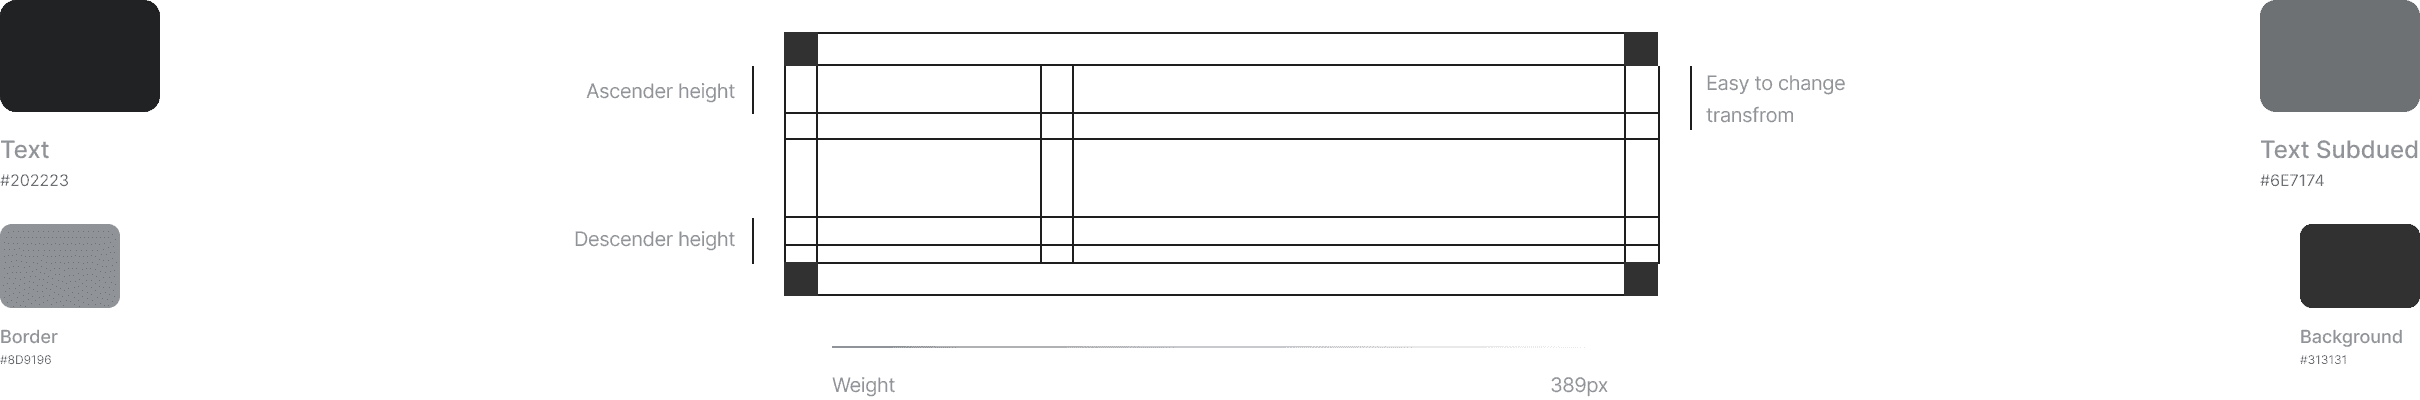 Text
#202223
Border
#8D9196
Ascender height
Descender height
Easy to change
transfrom
Weight
389px
Text Subdued
#6E7174
Background
#313131